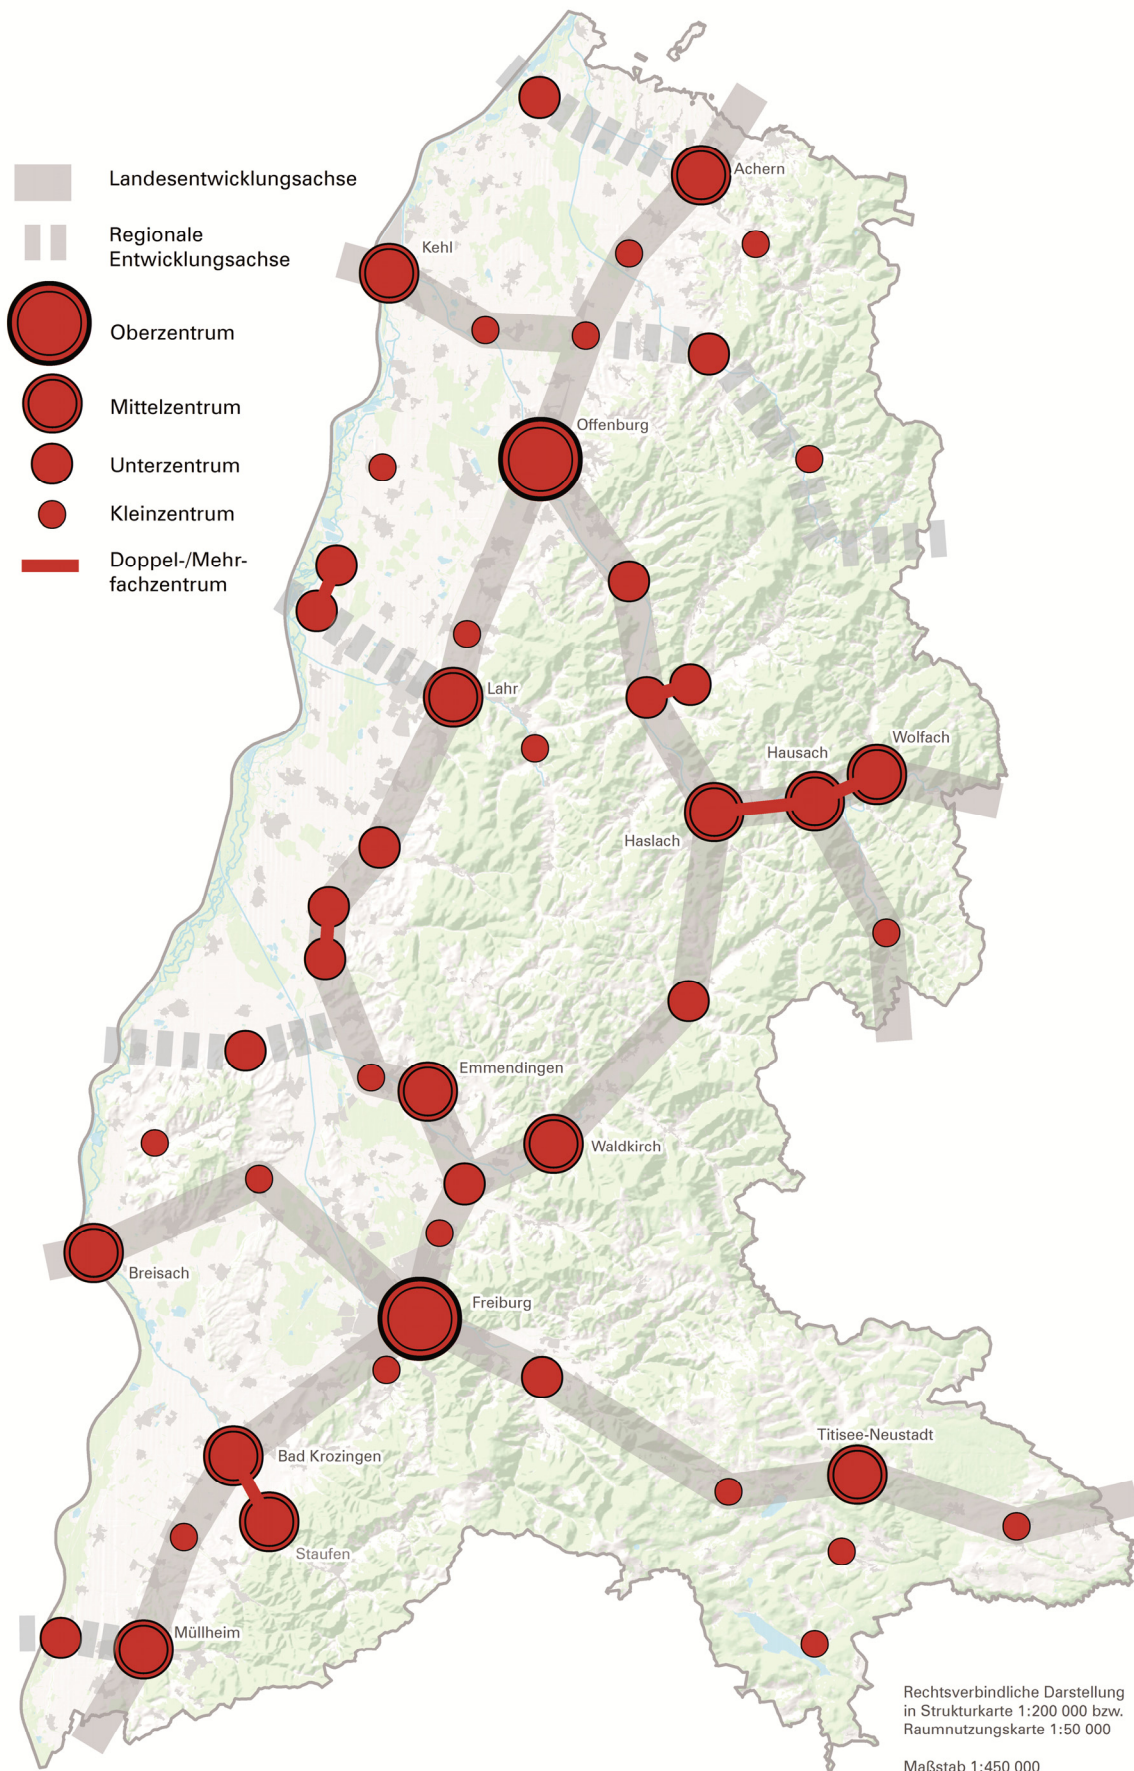 Landesentwicklungsachse
Regionale
Entwicklungsachse
Oberzentrum
Mittelzentrum
Unterzentrum
Kleinzentrum
Doppel-/Mehr-
fachzentrum
Achern
Kehl
Offenburg
Lahr
Wolfach
Hausach
Haslach
Emmendingen
Waldkirch
Breisach
Freiburg
Titisee-Neustadt
Bad Krozingen
Staufen
Müllheim
Rechtsverbindliche Darstellung
in Strukturkarte 1:200 000 bzw.
Raumnutzungskarte 1:50 000
Maßstab 1:450 000